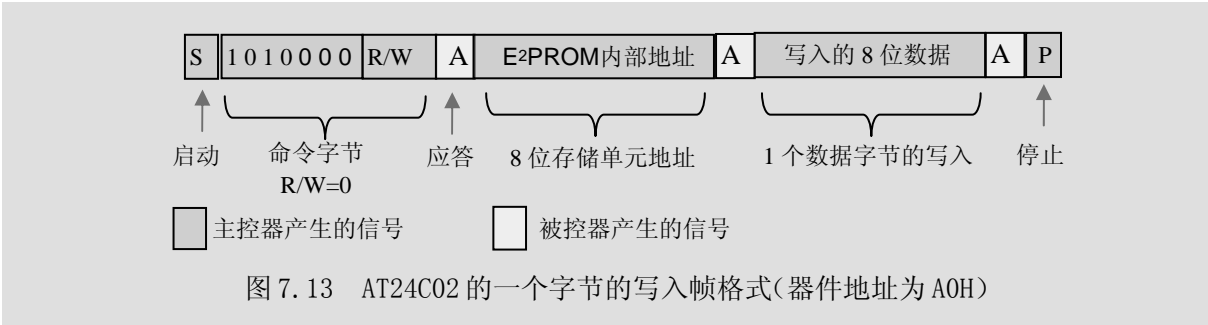 S 1010000 R/W A E²PROM内部地址 A 写入的8位数据 A P
启动 命令字节 应答 8位存储单元地址 1个数据字节的写入 停止
R/W=0
主控器产生的信号 被控器产生的信号
图 7.13 AT24C02的一个字节的写入帧格式(器件地址为A0H)